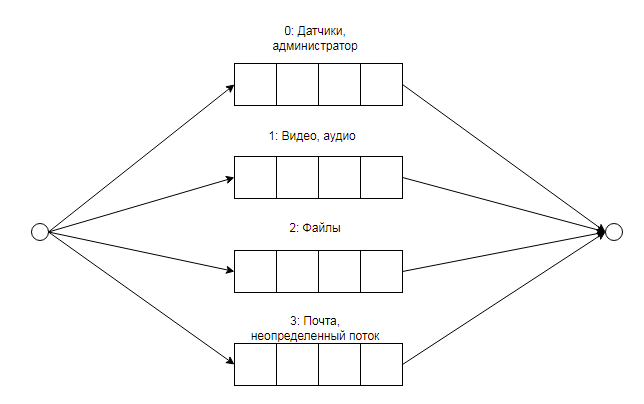 0: Датчики,
администратор
1: Видео, аудио
2: Файлы
3: Почта,
неопределенный поток